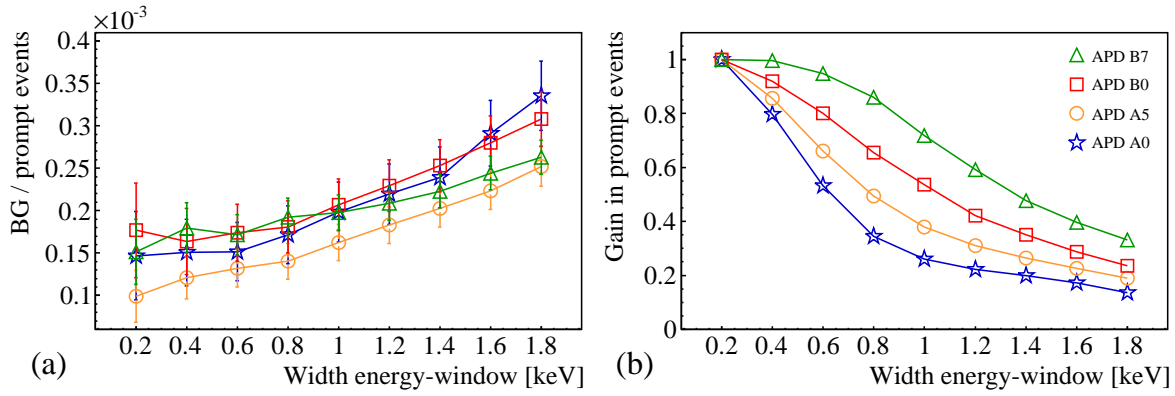 ×10⁻³
0.4
0.35
0.3
0.25
0.2
0.15
0.1
BG / prompt events
0.2 0.4 0.6 0.8 1 1.2 1.4 1.6 1.8
(a)
Width energy-window [keV]
1
0.8
0.6
0.4
0.2
0
Gain in prompt events
APD B7
APD B0
APD A5
APD A0
0.2 0.4 0.6 0.8 1 1.2 1.4 1.6 1.8
(b)
Width energy-window [keV]